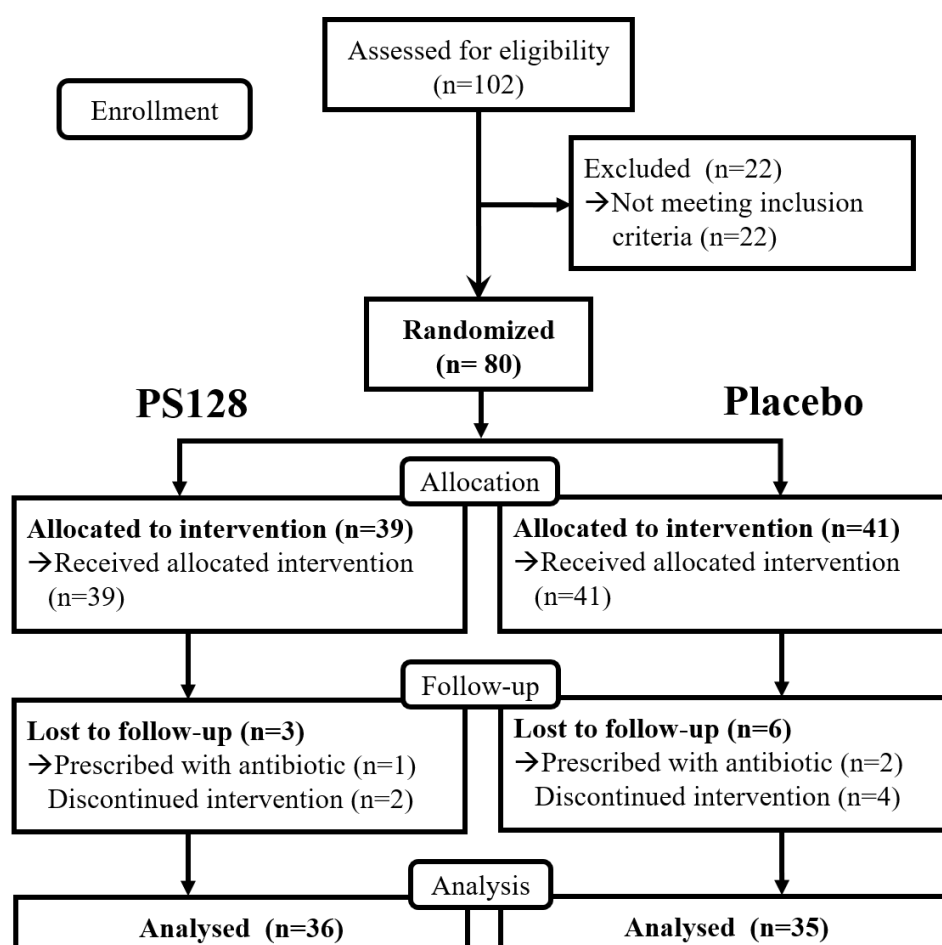 Assessed for eligibility
(n=102)
Enrollment
Excluded  (n=22)
→Not meeting inclusion
criteria (n=22)
Randomized
(n= 80)
PS128
Placebo
Allocation
Allocated to intervention (n=39)
→Received allocated intervention
(n=39)
Allocated to intervention (n=41)
→Received allocated intervention
(n=41)
Follow-up
Lost to follow-up (n=3)
→Prescribed with antibiotic (n=1)
Discontinued intervention (n=2)
Lost to follow-up (n=6)
→Prescribed with antibiotic (n=2)
Discontinued intervention (n=4)
Analysis
Analysed  (n=36)
Analysed  (n=35)